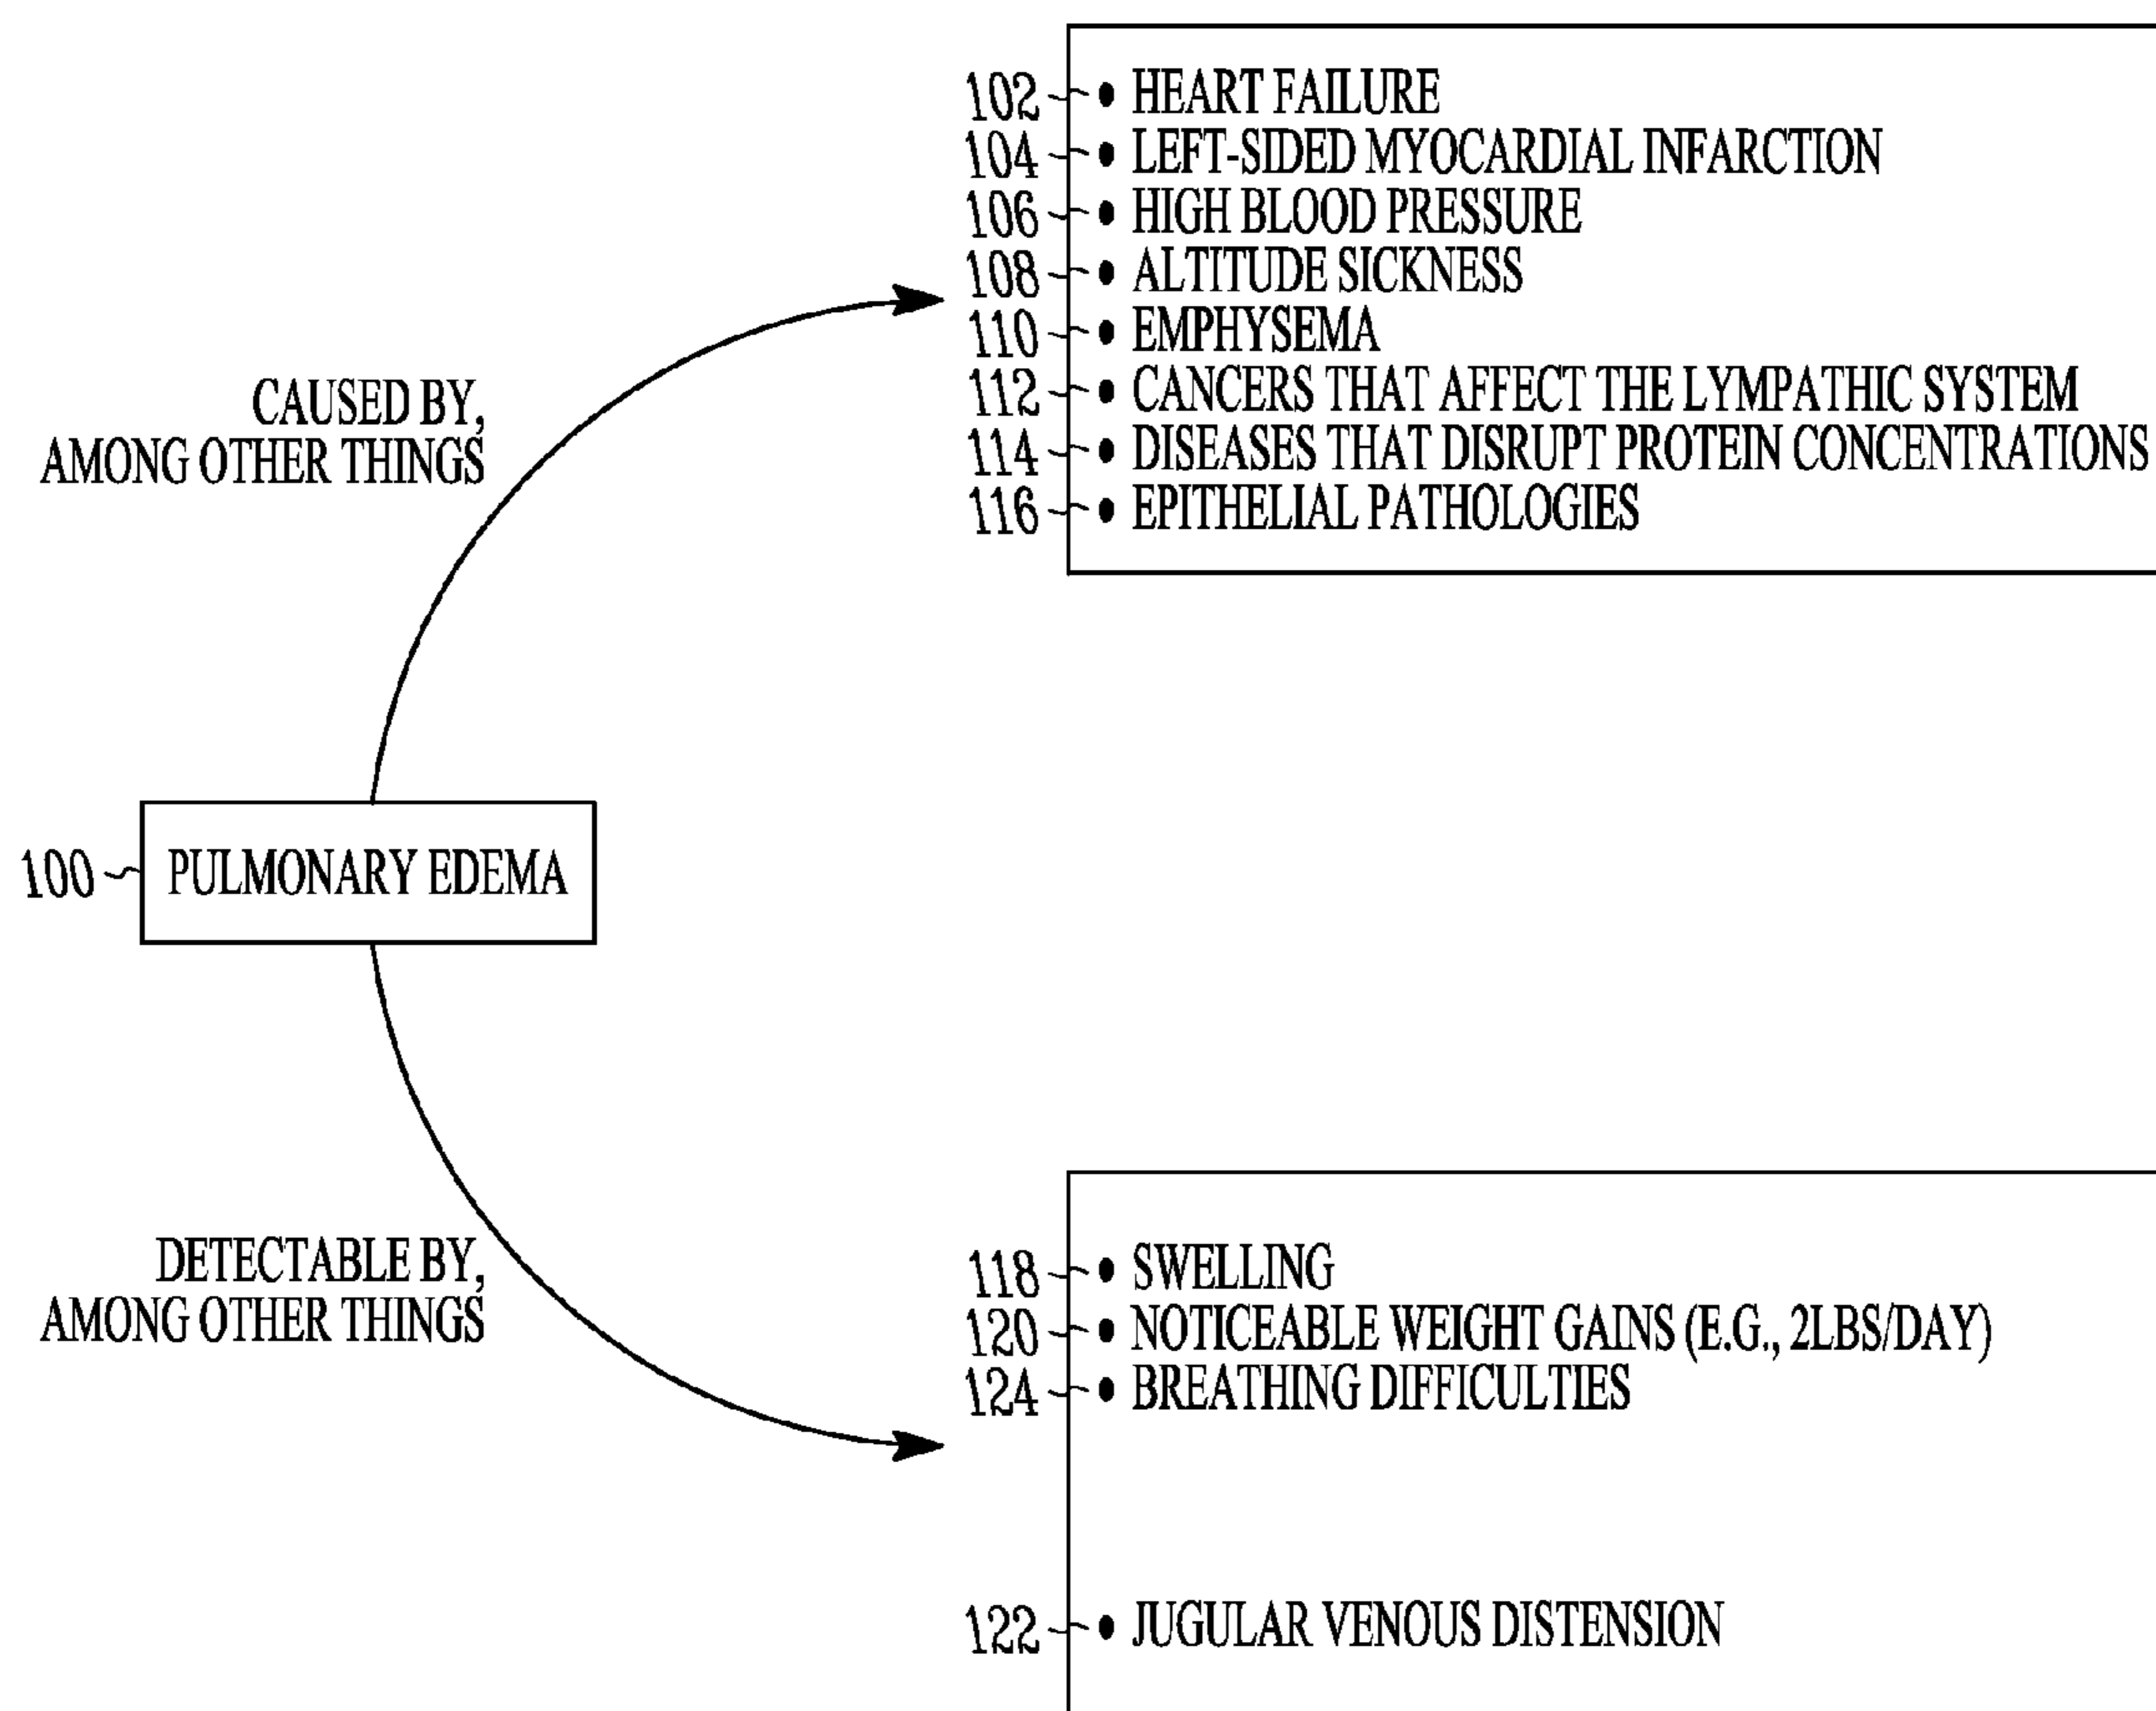 102 • HEART FAILURE
104 • LEFT-SIDED MYOCARDIAL INFARCTION
106 • HIGH BLOOD PRESSURE
108 • ALTITUDE SICKNESS
110 • EMPHYSEMA
112 • CANCERS THAT AFFECT THE LYMPATHIC SYSTEM
114 • DISEASES THAT DISRUPT PROTEIN CONCENTRATIONS
116 • EPITHELIAL PATHOLOGIES
CAUSED BY,
AMONG OTHER THINGS
100 PULMONARY EDEMA
DETECTABLE BY,
AMONG OTHER THINGS
118 • SWELLING
120 • NOTICEABLE WEIGHT GAINS (E.G., 2LBS/DAY)
124 • BREATHING DIFFICULTIES
122 • JUGULAR VENOUS DISTENSION